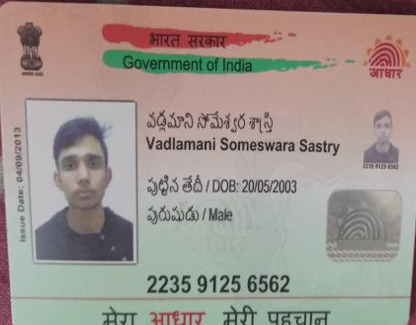 भारत सरकार
Government of India
आधार
Issue Date: 04/09/2013
వడ్లమాని సోమేశ్వర శాస్త్రి
Vadlamani Someswara Sastry
పుట్టిన తేదీ / DOB: 20/05/2003
పురుషుడు / Male
2235 9125 6562
2235 9125 6562
मेरा आधार, मेरी पहचान